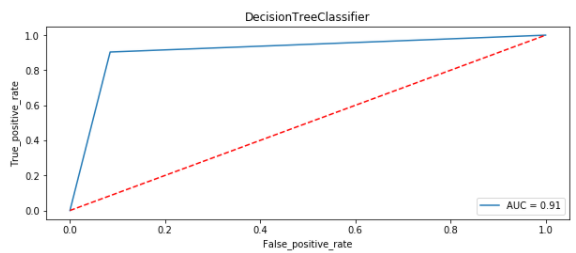 DecisionTreeClassifier
1.0
0.8
0.6
0.4
0.2
0.0
True_positive_rate
0.0 0.2 0.4 0.6 0.8 1.0
False_positive_rate
AUC = 0.91